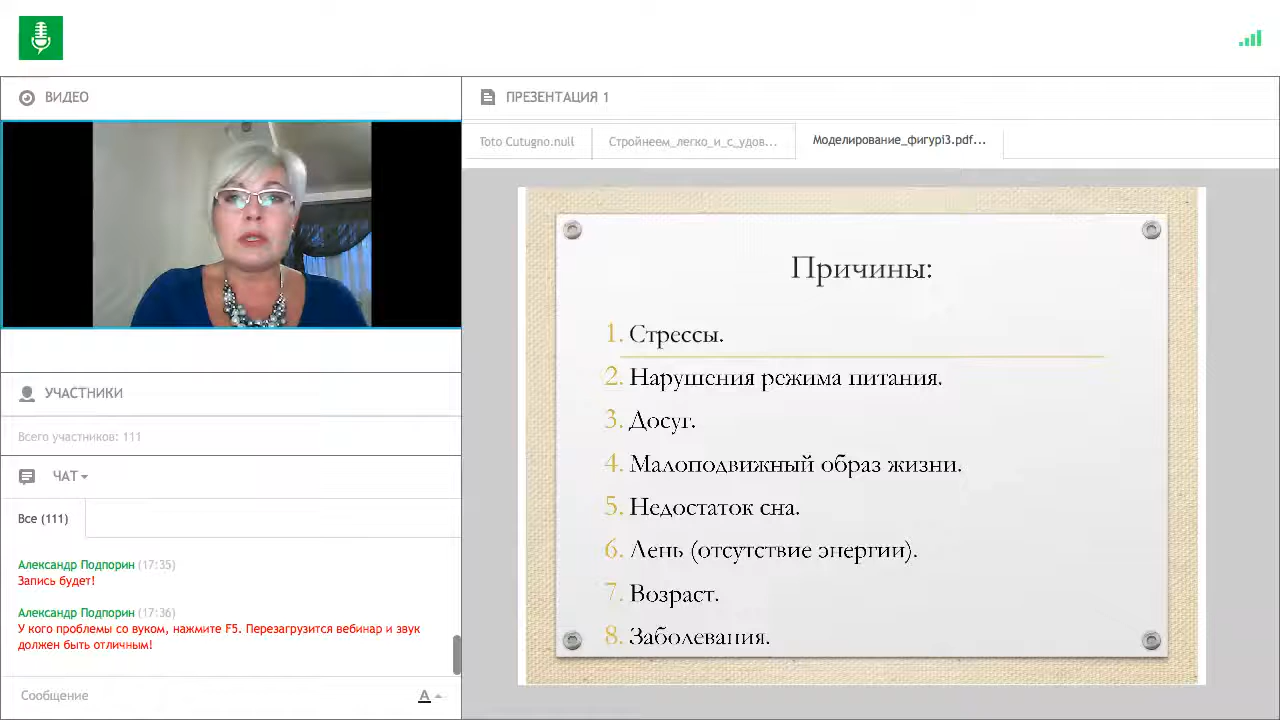 ВИДЕО
УЧАСТНИКИ
Всего участников: 111
ЧАТ
Все (111)
Александр Подпорин (17:35)
Запись будет!
Александр Подпорин (17:36)
У кого проблемы со вуком, нажмите F5. Перезагрузится вебинар и звук
должен быть отличным!
Сообщение
A
ПРЕЗЕНТАЦИЯ 1
Toto Cutugno.null
Стройнеем_легко_и_с_удов...
Моделирование_фигурi3.pdf...
Причины:
1. Стрессы.
2. Нарушения режима питания.
3. Досуг.
4. Малоподвижный образ жизни.
5. Недостаток сна.
6. Лень (отсутствие энергии).
7. Возраст.
8. Заболевания.